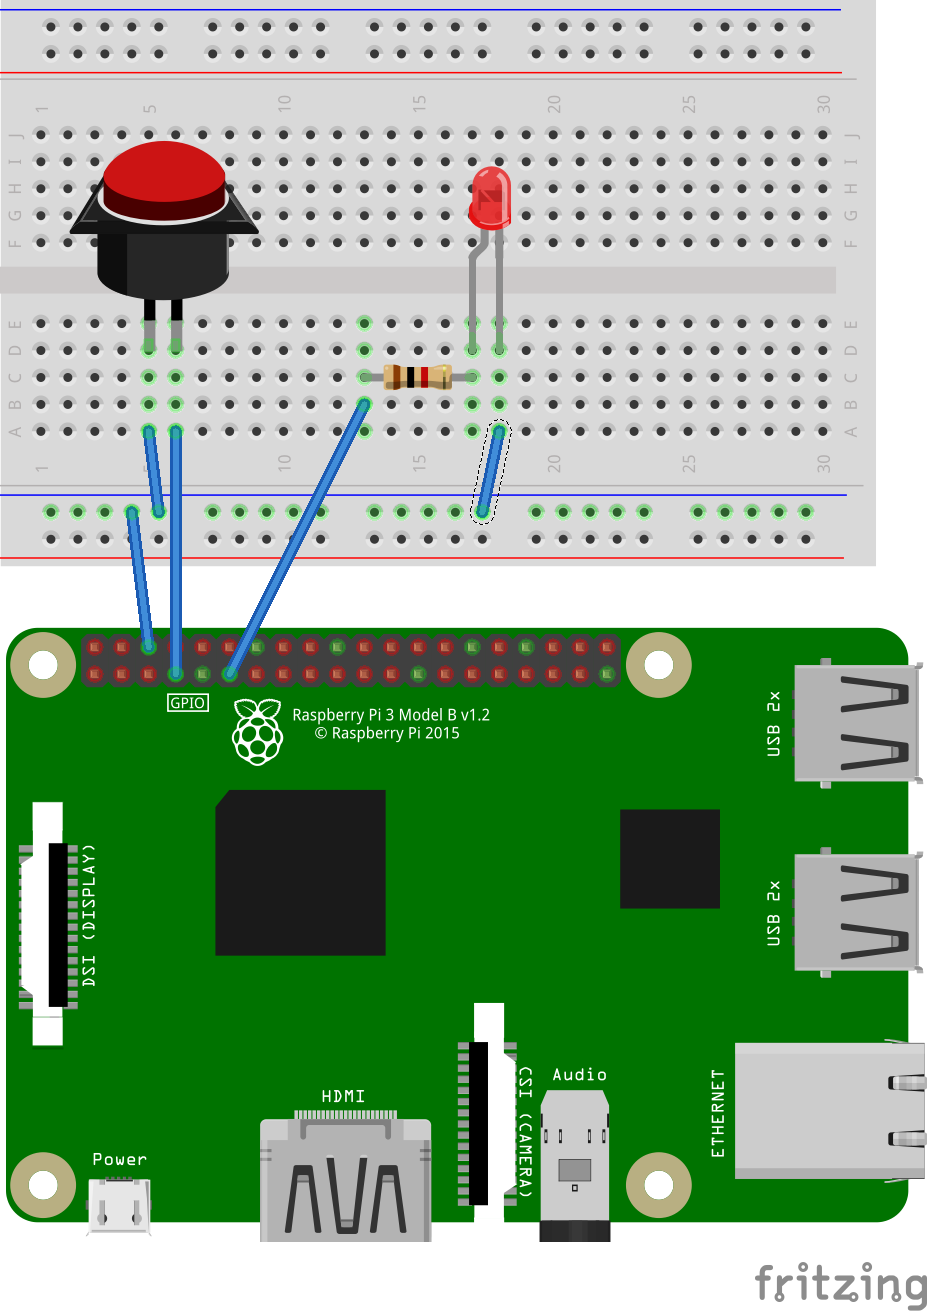 1 5 10 15 20 25 30
J J
I I
H H
G G
F F
E E
D D
C C
B B
A A
1 5 10 15 20 25 30
GPIO
Raspberry Pi 3 Model B v1.2
© Raspberry Pi 2015
USB 2x
DSI (DISPLAY)
USB 2x
HDMI
CSI (CAMERA)
Audio
ETHERNET
Power
fritzing